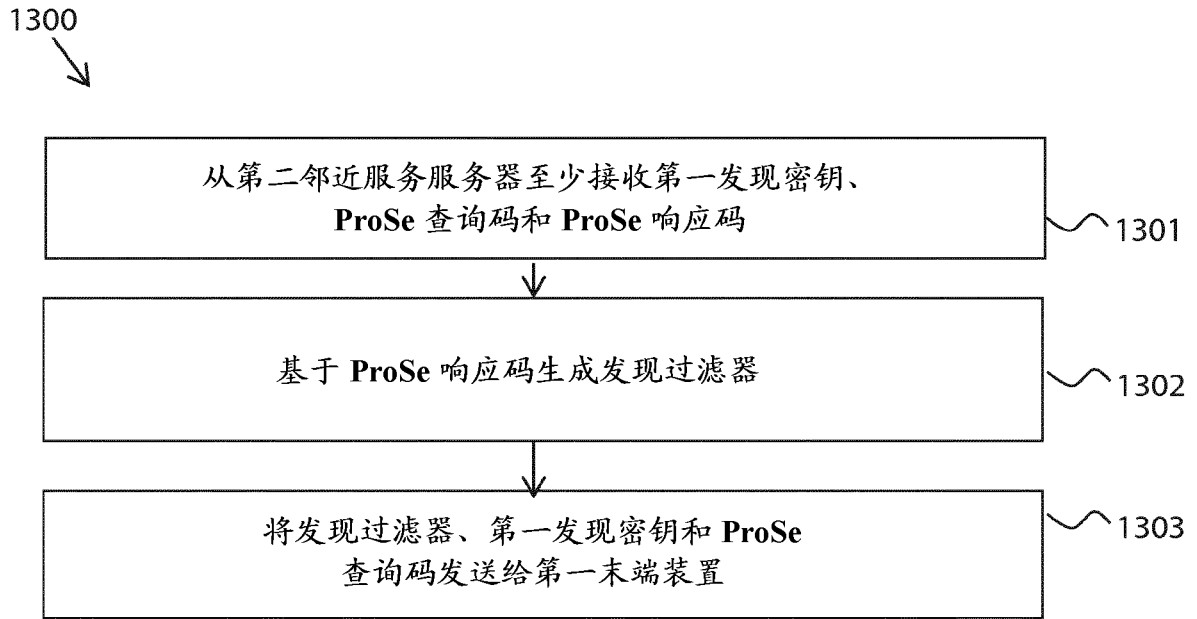 1300
从第二邻近服务服务器至少接收第一发现密钥、
ProSe 查询码和 ProSe 响应码
1301
基于 ProSe 响应码生成发现过滤器
1302
将发现过滤器、第一发现密钥和 ProSe
查询码发送给第一末端装置
1303